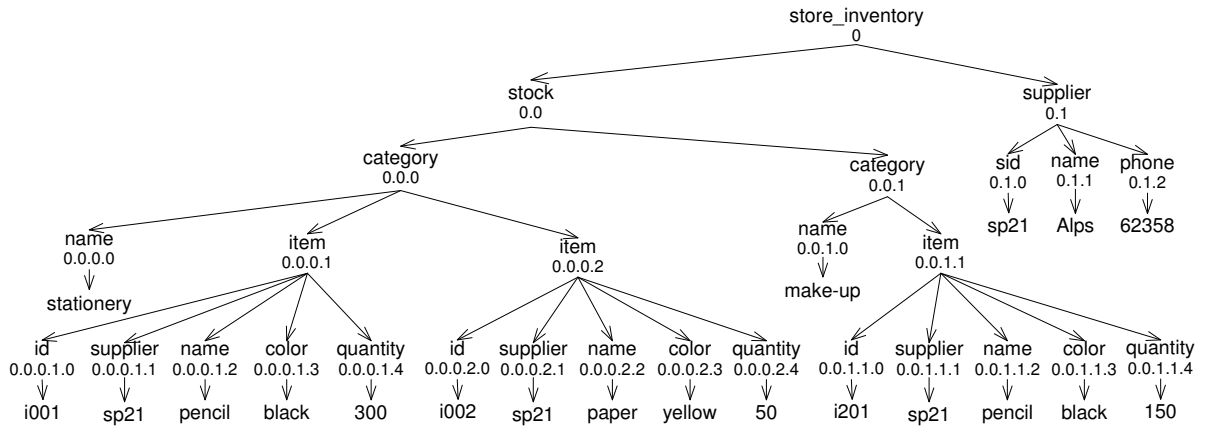 store_inventory
0
stock
0.0
supplier
0.1
category
0.0.0
category
0.0.1
sid
0.1.0
name
0.1.1
phone
0.1.2
sp21
Alps
62358
name
0.0.0.0
stationery
item
0.0.0.1
item
0.0.0.2
name
0.0.1.0
make-up
item
0.0.1.1
id supplier name color quantity
0.0.0.1.0 0.0.0.1.1 0.0.0.1.2 0.0.0.1.3 0.0.0.1.4
i001 sp21 pencil black 300
id supplier name color quantity
0.0.0.2.0 0.0.0.2.1 0.0.0.2.2 0.0.0.2.3 0.0.0.2.4
i002 sp21 paper yellow 50
id supplier name color quantity
0.0.1.1.0 0.0.1.1.1 0.0.1.1.2 0.0.1.1.3 0.0.1.1.4
i201 sp21 pencil black 150